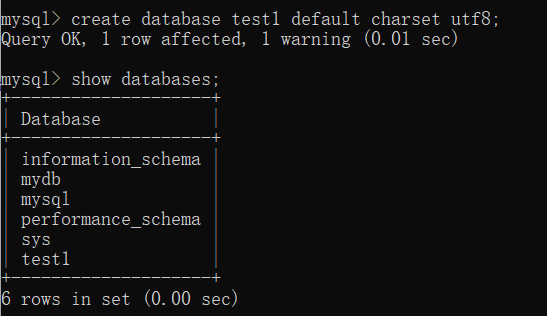 mysql> create database test1 default charset utf8;
Query OK, 1 row affected, 1 warning (0.01 sec)
mysql> show databases;
+--------------------+
| Database           |
+--------------------+
| information_schema |
| mydb               |
| mysql              |
| performance_schema |
| sys                |
| test1              |
+--------------------+
6 rows in set (0.00 sec)